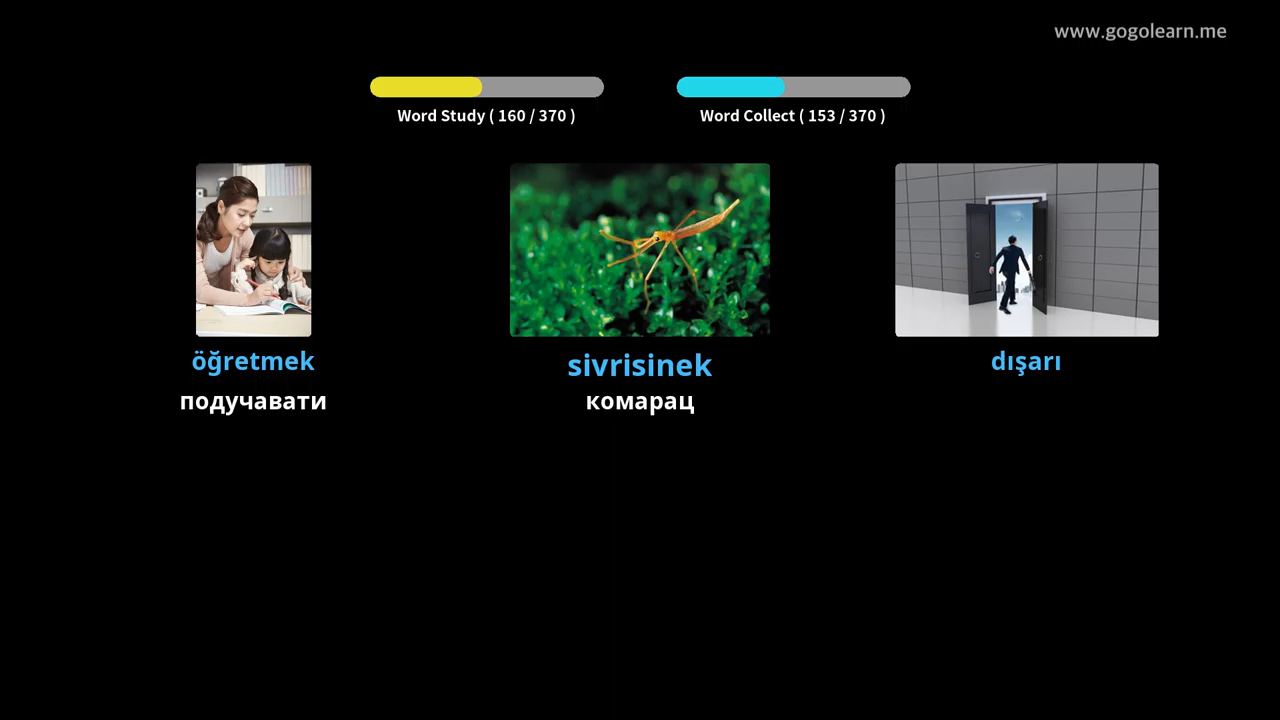 www.gogolearn.me
Word Study ( 160 / 370 )
Word Collect ( 153 / 370 )
öğretmek
sivrisinek
dışarı
подучавати
комарац